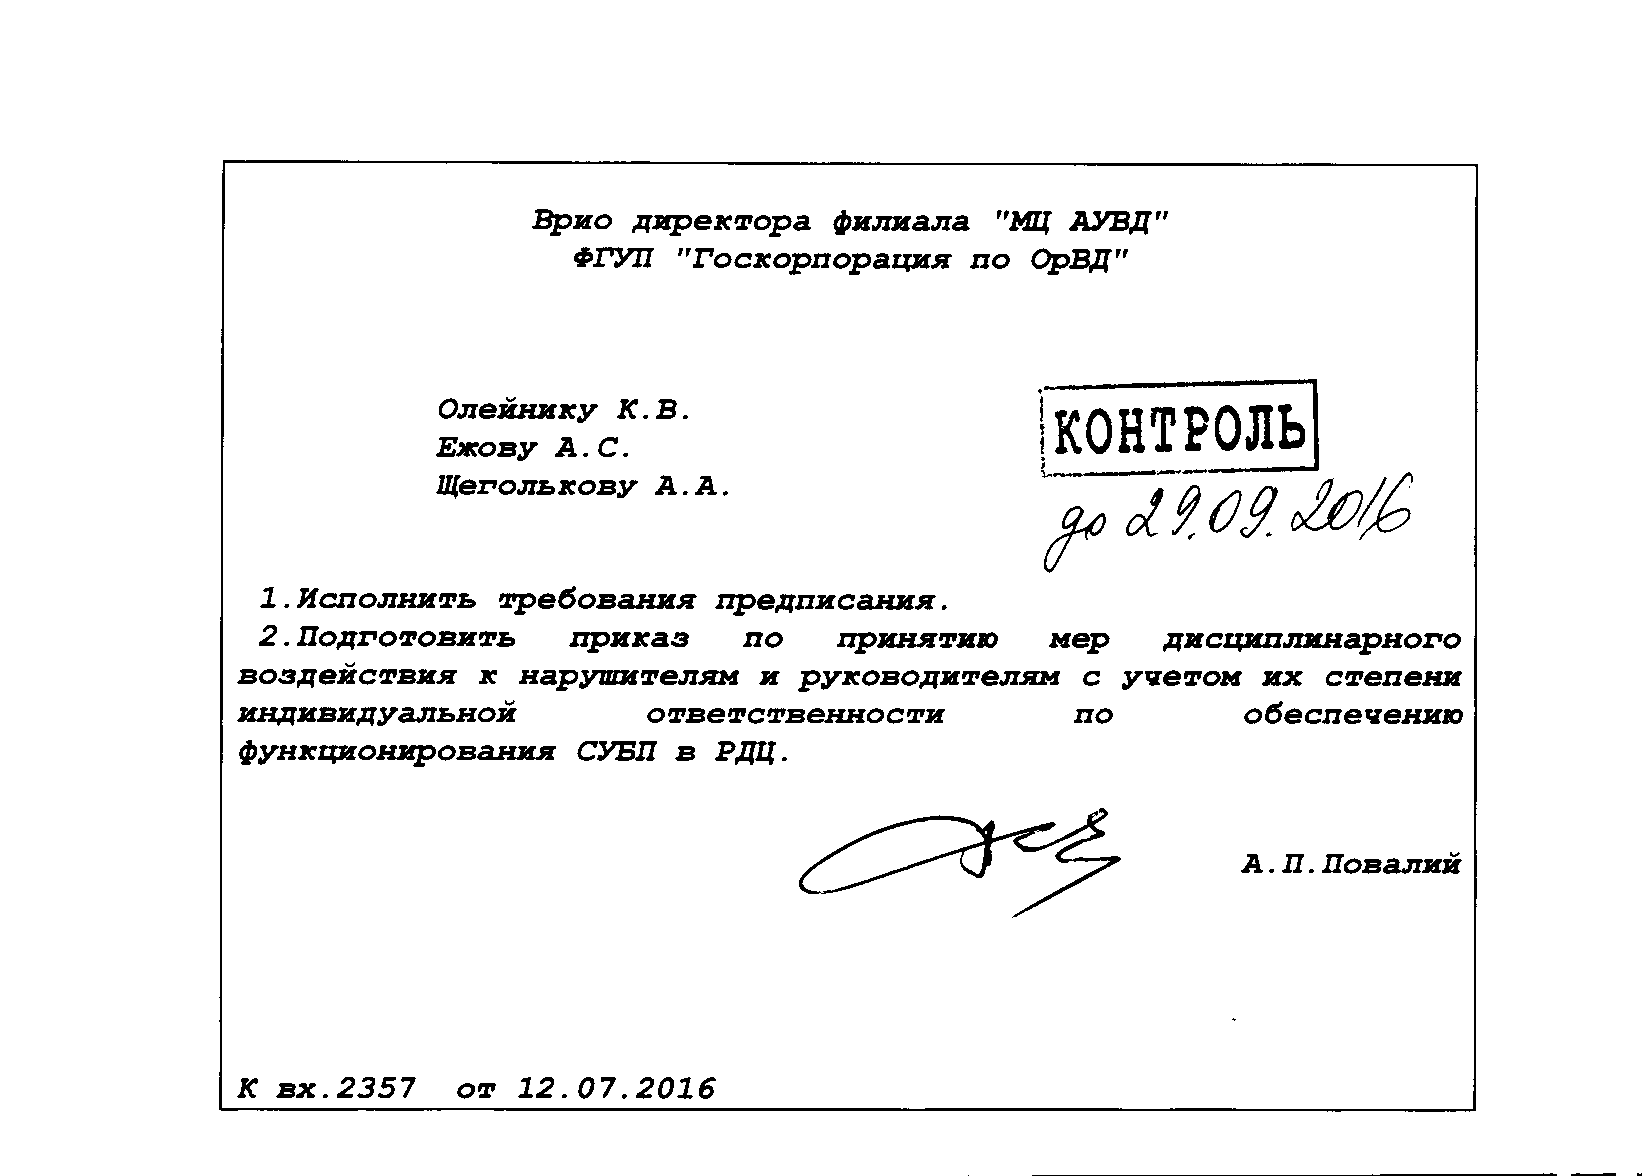 Врио директора филиала "МЦ АУВД"
ФГУП "Госкорпорация по ОрВД"
Олейнику К.В.
Ежову А.С.
Щеголькову А.А.
КОНТРОЛЬ
до 29.09.2016
1.Исполнить требования предписания.
2.Подготовить приказ по принятию мер дисциплинарного
воздействия к нарушителям и руководителям с учетом их степени
индивидуальной ответственности по обеспечению
функционирования СУБП в РДЦ.
А.П.Повалий
К вх.2357 от 12.07.2016